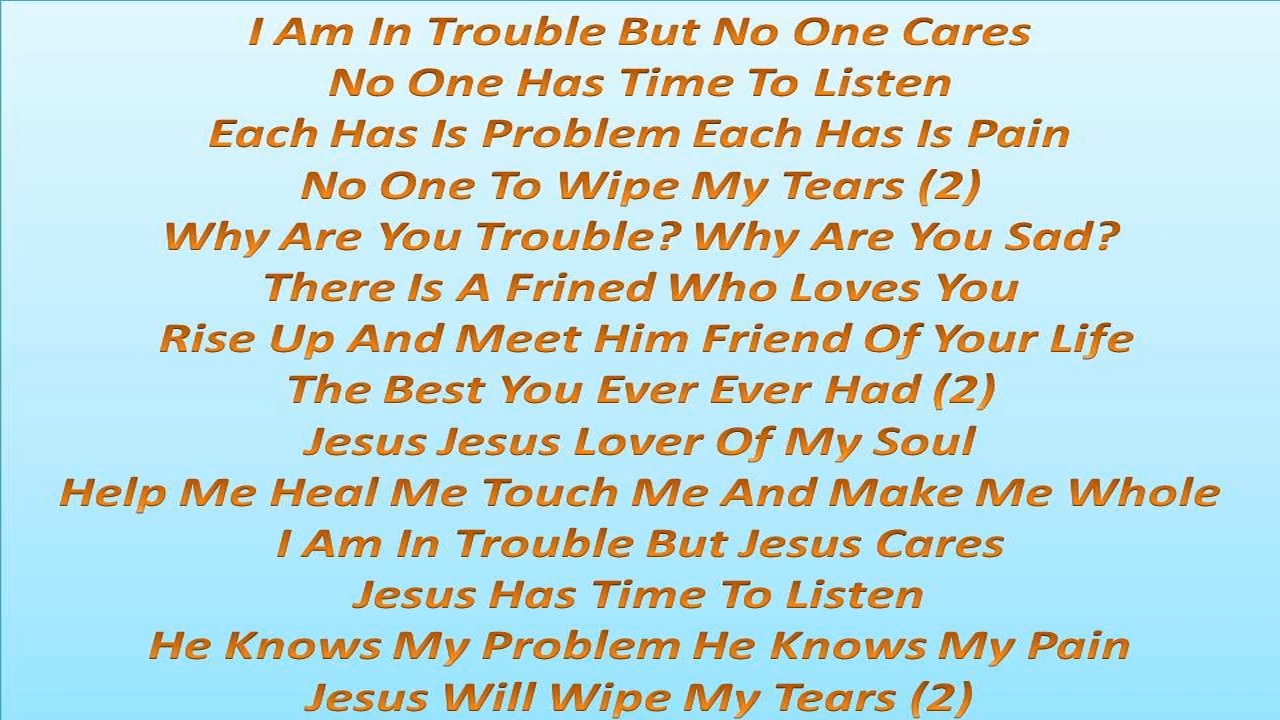 I Am In Trouble But No One Cares
No One Has Time To Listen
Each Has Is Problem Each Has Is Pain
No One To Wipe My Tears (2)
Why Are You Trouble? Why Are You Sad?
There Is A Frined Who Loves You
Rise Up And Meet Him Friend Of Your Life
The Best You Ever Ever Had (2)
Jesus Jesus Lover Of My Soul
Help Me Heal Me Touch Me And Make Me Whole
I Am In Trouble But Jesus Cares
Jesus Has Time To Listen
He Knows My Problem He Knows My Pain
Jesus Will Wipe My Tears (2)